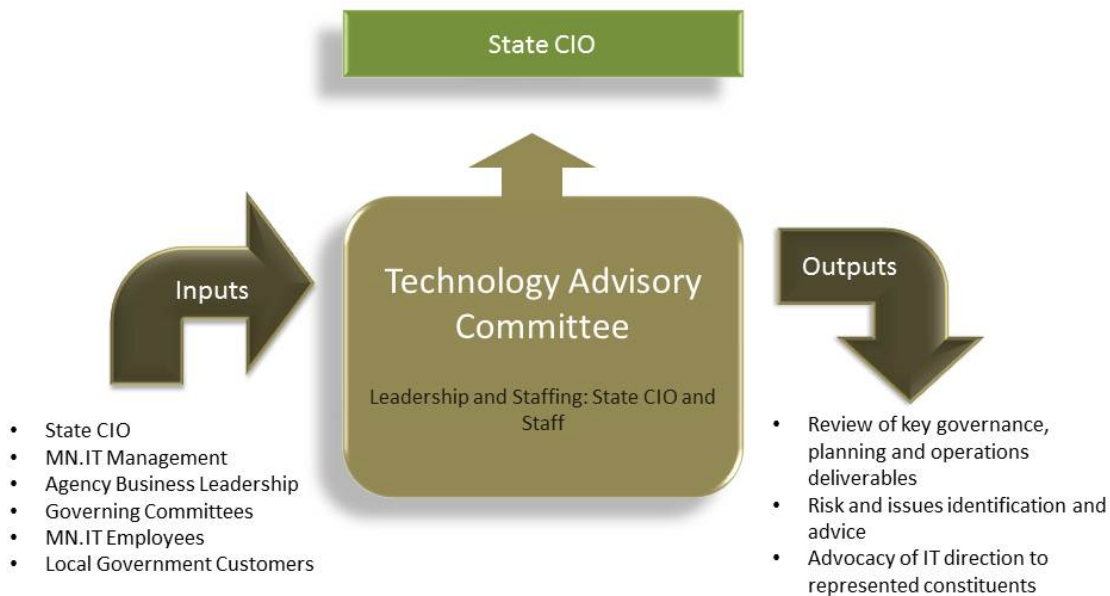 State CIO
Inputs
Technology Advisory
Committee
Leadership and Staffing: State CIO and
Staff
Outputs
• State CIO
• MN.IT Management
• Agency Business Leadership
• Governing Committees
• MN.IT Employees
• Local Government Customers
• Review of key governance,
planning and operations
deliverables
• Risk and issues identification and
advice
• Advocacy of IT direction to
represented constituents